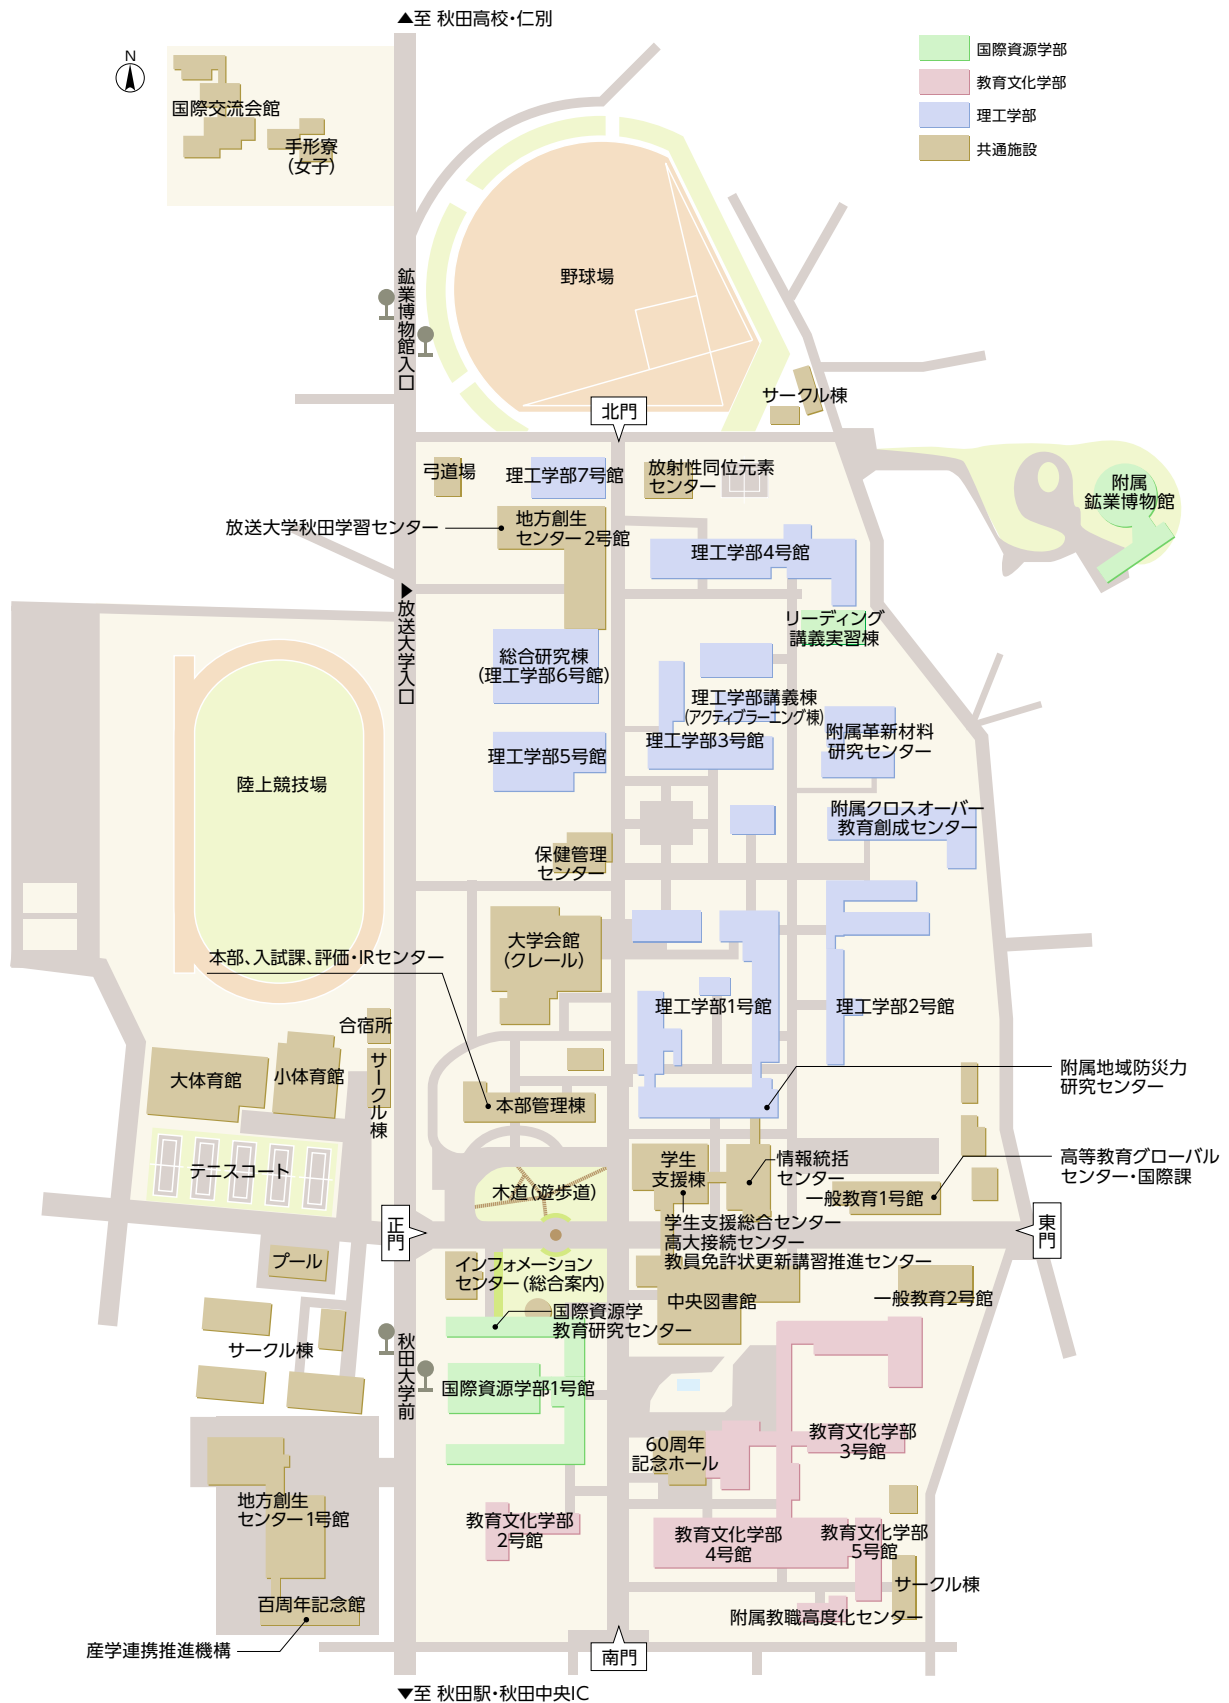 ▲至 秋田高校・仁別
N
国際資源学部
教育文化学部
理工学部
共通施設
国際交流会館
手形寮
(女子)
鉱業博物館入口
野球場
サークル棟
北門
弓道場
理工学部7号館
放射性同位元素
センター
附属
鉱業博物館
放送大学秋田学習センター
地方創生
センター2号館
理工学部4号館
▶放送大学入口
リーディング
講義実習棟
総合研究棟
(理工学部6号館)
理工学部講義棟
(アクティブラーニング棟)
理工学部3号館
附属革新材料
研究センター
理工学部5号館
陸上競技場
附属クロスオーバー
教育創成センター
保健管理
センター
大学会館
(クレール)
本部、入試課、評価・IRセンター
理工学部1号館
理工学部2号館
合宿所
サークル棟
大体育館
小体育館
本部管理棟
附属地域防災力
研究センター
テニスコート
学生
支援棟
情報統括
センター
高等教育グローバル
センター・国際課
木道(遊歩道)
一般教育1号館
正門
学生支援総合センター
高大接続センター
教員免許状更新講習推進センター
東門
プール
インフォメーション
センター(総合案内)
中央図書館
一般教育2号館
国際資源学
教育研究センター
サークル棟
秋田大学前
国際資源学部1号館
60周年
記念ホール
教育文化学部
3号館
地方創生
センター1号館
教育文化学部
2号館
教育文化学部
4号館
教育文化学部
5号館
サークル棟
百周年記念館
附属教職高度化センター
産学連携推進機構
南門
▼至 秋田駅・秋田中央IC